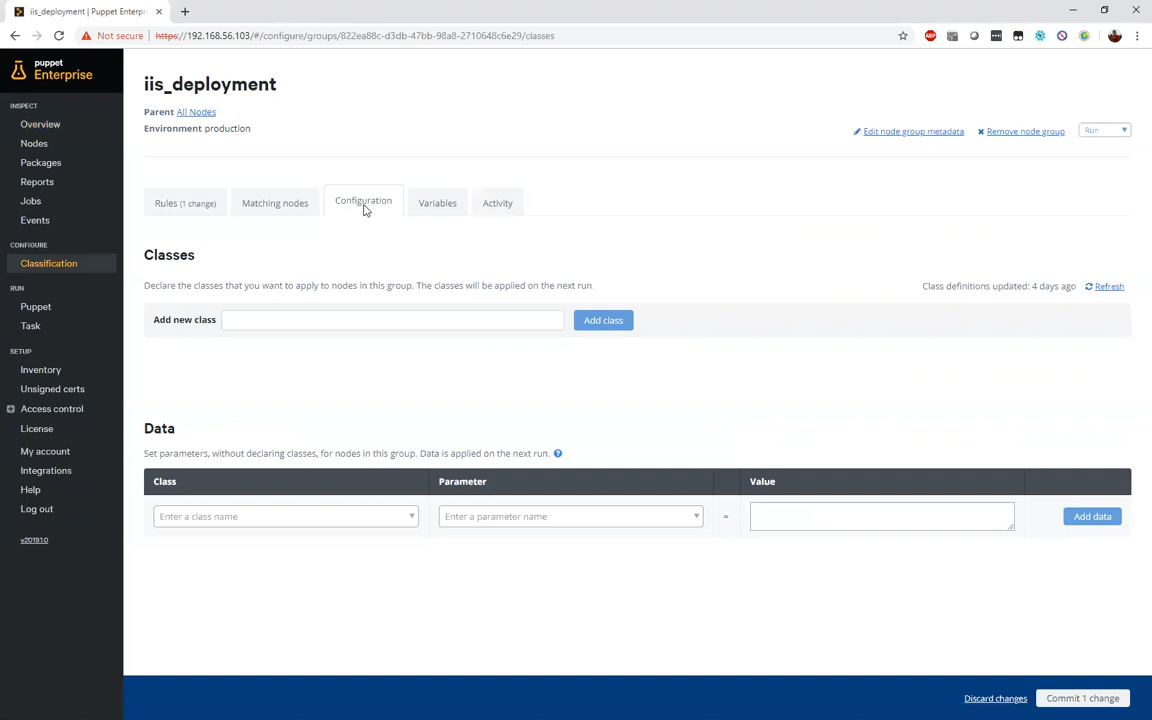 iis_deployment | Puppet Enterpr
Not secure | https://192.168.56.103/#/configure/groups/822ea88c-d3db-47bb-98a8-2710648c6e29/classes
ABP
puppet
Enterprise
INSPECT
Overview
Nodes
Packages
Reports
Jobs
Events
CONFIGURE
Classification
RUN
Puppet
Task
SETUP
Inventory
Unsigned certs
Access control
License
My account
Integrations
Help
Log out
v2019.1.0
iis_deployment
Parent All Nodes
Environment production
Edit node group metadata
Remove node group
Run
Rules (1 change)
Matching nodes
Configuration
Variables
Activity
Classes
Declare the classes that you want to apply to nodes in this group. The classes will be applied on the next run.
Class definitions updated: 4 days ago
Refresh
Add new class
Add class
Data
Set parameters, without declaring classes, for nodes in this group. Data is applied on the next run. ?
Class Parameter Value
Enter a class name
Enter a parameter name
=
Add data
Discard changes
Commit 1 change